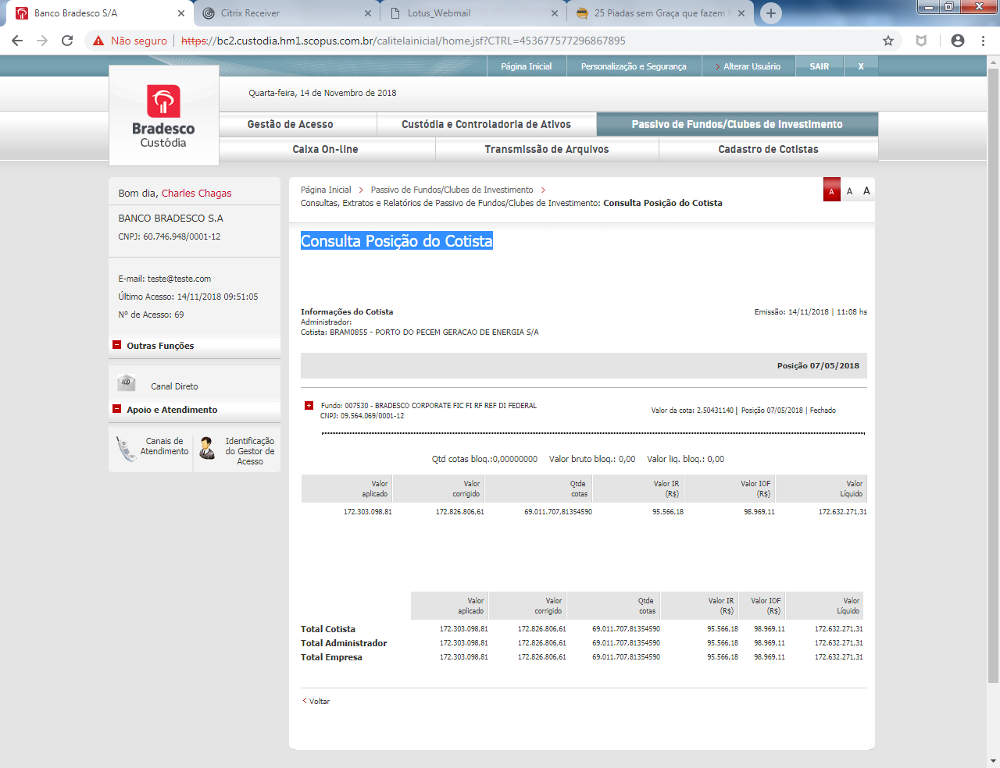 Banco Bradesco S/A
Citrix Receiver
Lotus_Webmail
25 Piadas sem Graça que fazem
Não seguro
https://bc2.custodia.hm1.scopus.com.br/calitelainicial/home.jsf?CTRL=453677577296867895
Página Inicial
Personalização e Segurança
Alterar Usuário
SAIR
X
Bradesco
Custódia
Quarta-feira, 14 de Novembro de 2018
Gestão de Acesso
Custódia e Controladoria de Ativos
Passivo de Fundos/Clubes de Investimento
Caixa On-line
Transmissão de Arquivos
Cadastro de Cotistas
Bom dia, Charles Chagas
BANCO BRADESCO S.A
CNPJ: 60.746.948/0001-12
E-mail: teste@teste.com
Último Acesso: 14/11/2018 09:51:05
Nº de Acesso: 69
Outras Funções
Canal Direto
Apoio e Atendimento
Canais de
Atendimento
Identificação
do Gestor de
Acesso
Página Inicial > Passivo de Fundos/Clubes de Investimento >
Consultas, Extratos e Relatórios de Passivo de Fundos/Clubes de Investimento: Consulta Posição do Cotista
A A A
Consulta Posição do Cotista
Informações do Cotista
Emissão: 14/11/2018 | 11:08 hs
Administrador:
Cotista: BRAM0855 - PORTO DO PECEM GERACAO DE ENERGIA S/A
Posição 07/05/2018
Fundo: 007530 - BRADESCO CORPORATE FIC FI RF REF DI FEDERAL
CNPJ: 09.564.069/0001-12
Valor da cota: 2,50431140 | Posição 07/05/2018 | Fechado
Qtd cotas bloq.:0,00000000 Valor bruto bloq.: 0,00 Valor liq. bloq.: 0,00
Valor aplicado Valor corrigido Qtde cotas Valor IR (R$) Valor IOF (R$) Valor Líquido
172.303.098,81 172.826.806,61 69.011.707,81354590 95.566,18 98.969,11 172.632.271,31
Valor aplicado Valor corrigido Qtde cotas Valor IR (R$) Valor IOF (R$) Valor Líquido
Total Cotista 172.303.098,81 172.826.806,61 69.011.707,81354590 95.566,18 98.969,11 172.632.271,31
Total Administrador 172.303.098,81 172.826.806,61 69.011.707,81354590 95.566,18 98.969,11 172.632.271,31
Total Empresa 172.303.098,81 172.826.806,61 69.011.707,81354590 95.566,18 98.969,11 172.632.271,31
< Voltar